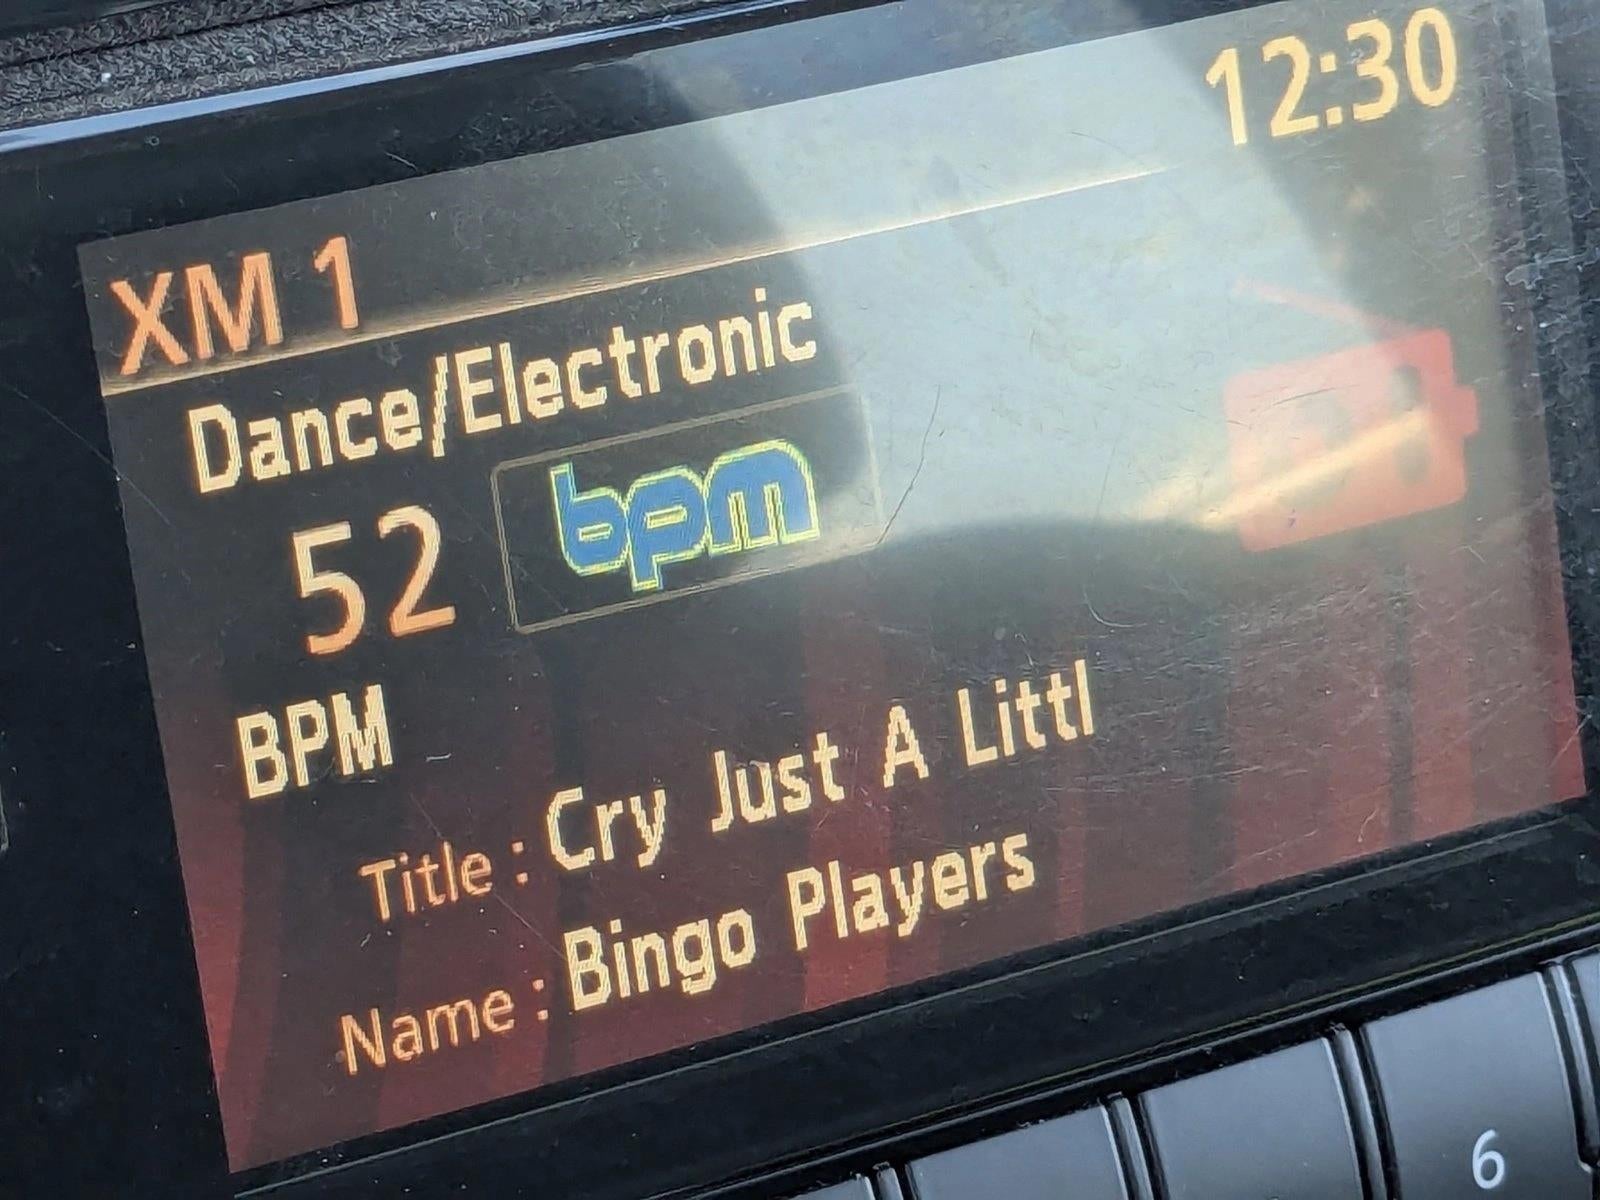 12:30
XM 1
Dance/Electronic
52 bpm
BPM
Title : Cry Just A Littl
Name : Bingo Players
6